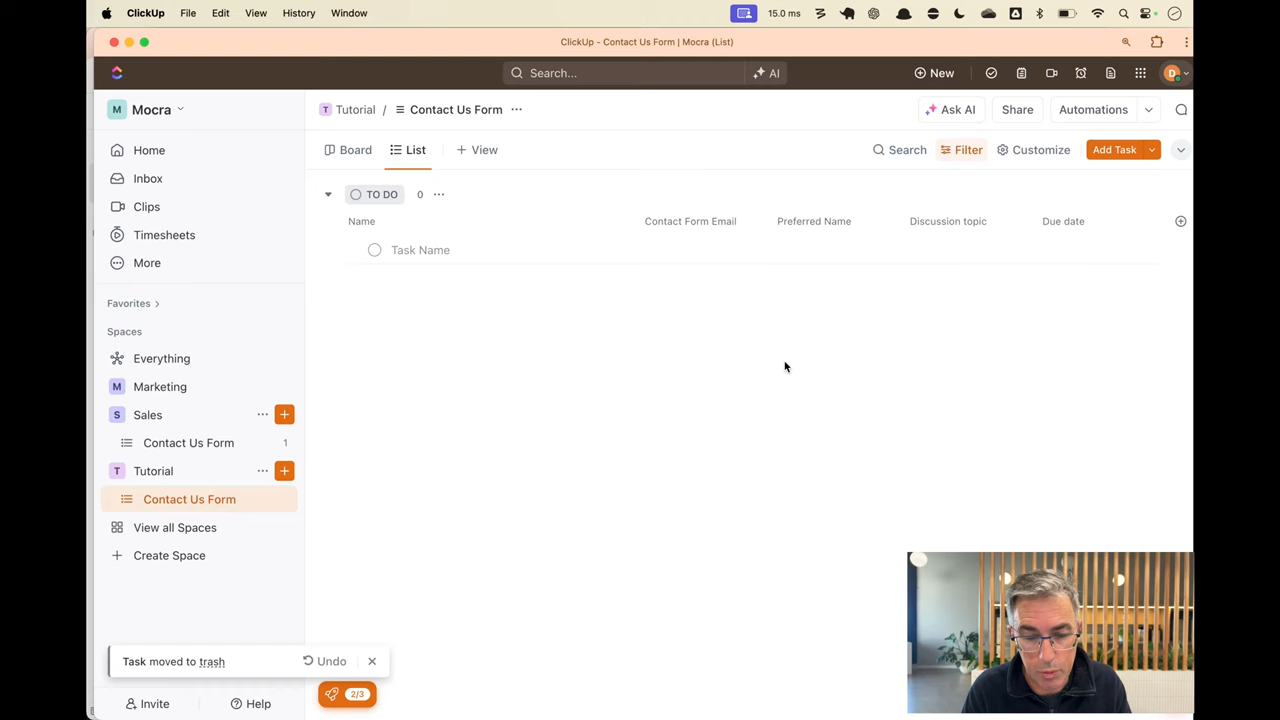 ClickUp File Edit View History Window 15.0 ms
ClickUp - Contact Us Form | Mocra (List)
Search... AI New D
M Mocra T Tutorial / Contact Us Form ... Ask AI Share Automations
Board List + View Search Filter Customize Add Task
Home
Inbox
Clips
Timesheets
More
TO DO 0 ...
Name Contact Form Email Preferred Name Discussion topic Due date
Task Name
Favorites
Spaces
Everything
M Marketing
S Sales ... +
Contact Us Form 1
T Tutorial ... +
Contact Us Form
View all Spaces
+ Create Space
Task moved to trash Undo
2/3
Invite Help